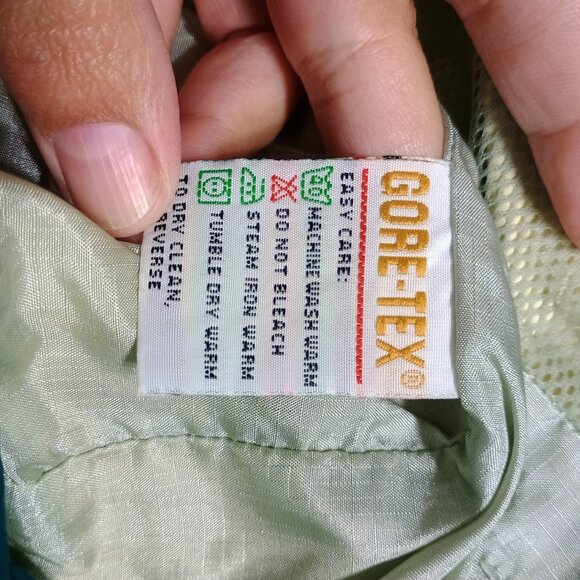 GORE-TEX®
EASY CARE:
40 MACHINE WASH WARM
DO NOT BLEACH
STEAM IRON WARM
TUMBLE DRY WARM
TO DRY CLEAN,
REVERSE